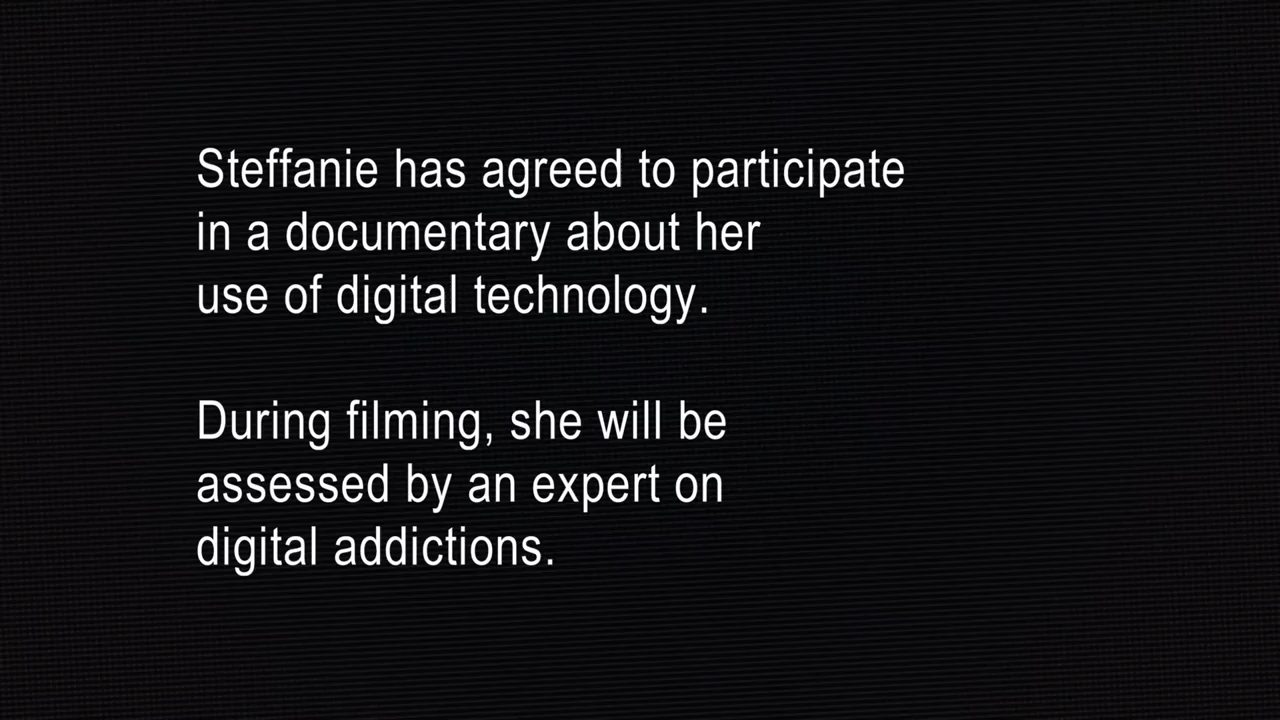 Steffanie has agreed to participate
in a documentary about her
use of digital technology.
During filming, she will be
assessed by an expert on
digital addictions.